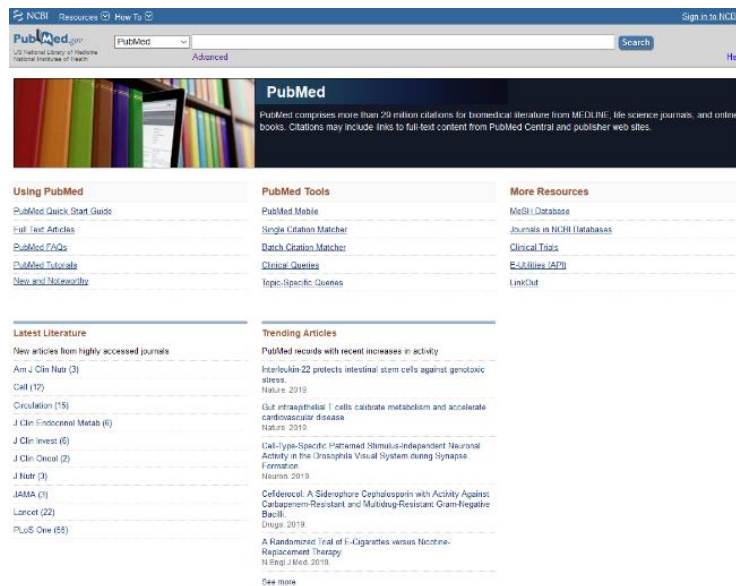 NCBI Resources How To Sign in to NCB
PubMed.gov
US National Library of Medicine
National Institutes of Health
PubMed
Search
Advanced
He
PubMed
PubMed comprises more than 29 million citations for biomedical literature from MEDLINE, life science journals, and online
books. Citations may include links to full-text content from PubMed Central and publisher web sites.
Using PubMed
PubMed Quick Start Guide
Full Text Articles
PubMed FAQs
PubMed Tutorials
New and Noteworthy
PubMed Tools
PubMed Mobile
Single Citation Matcher
Batch Citation Matcher
Clinical Queries
Topic-Specific Queries
More Resources
MeSH Database
Journals in NCBI Databases
Clinical Trials
E-Utilities (API)
LinkOut
Latest Literature
New articles from highly accessed journals
Am J Clin Nutr (3)
Cell (12)
Circulation (15)
J Clin Endocrinol Metab (6)
J Clin Invest (6)
J Clin Oncol (2)
J Nutr (3)
JAMA (3)
Lancet (22)
PLoS One (55)
Trending Articles
PubMed records with recent increases in activity
Interleukin-22 protects intestinal stem cells against genotoxic
stress.
Nature. 2019.
Gut intraepithelial T cells calibrate metabolism and accelerate
cardiovascular disease.
Nature. 2019.
Cell-Type-Specific Patterned Stimulus-Independent Neuronal
Activity in the Drosophila Visual System during Synapse
Formation.
Neuron. 2019.
Cefiderocol: A Siderophore Cephalosporin with Activity Against
Carbapenem-Resistant and Multidrug-Resistant Gram-Negative
Bacilli.
Drugs. 2019.
A Randomized Trial of E-Cigarettes versus Nicotine-
Replacement Therapy.
N Engl J Med. 2019.
See more